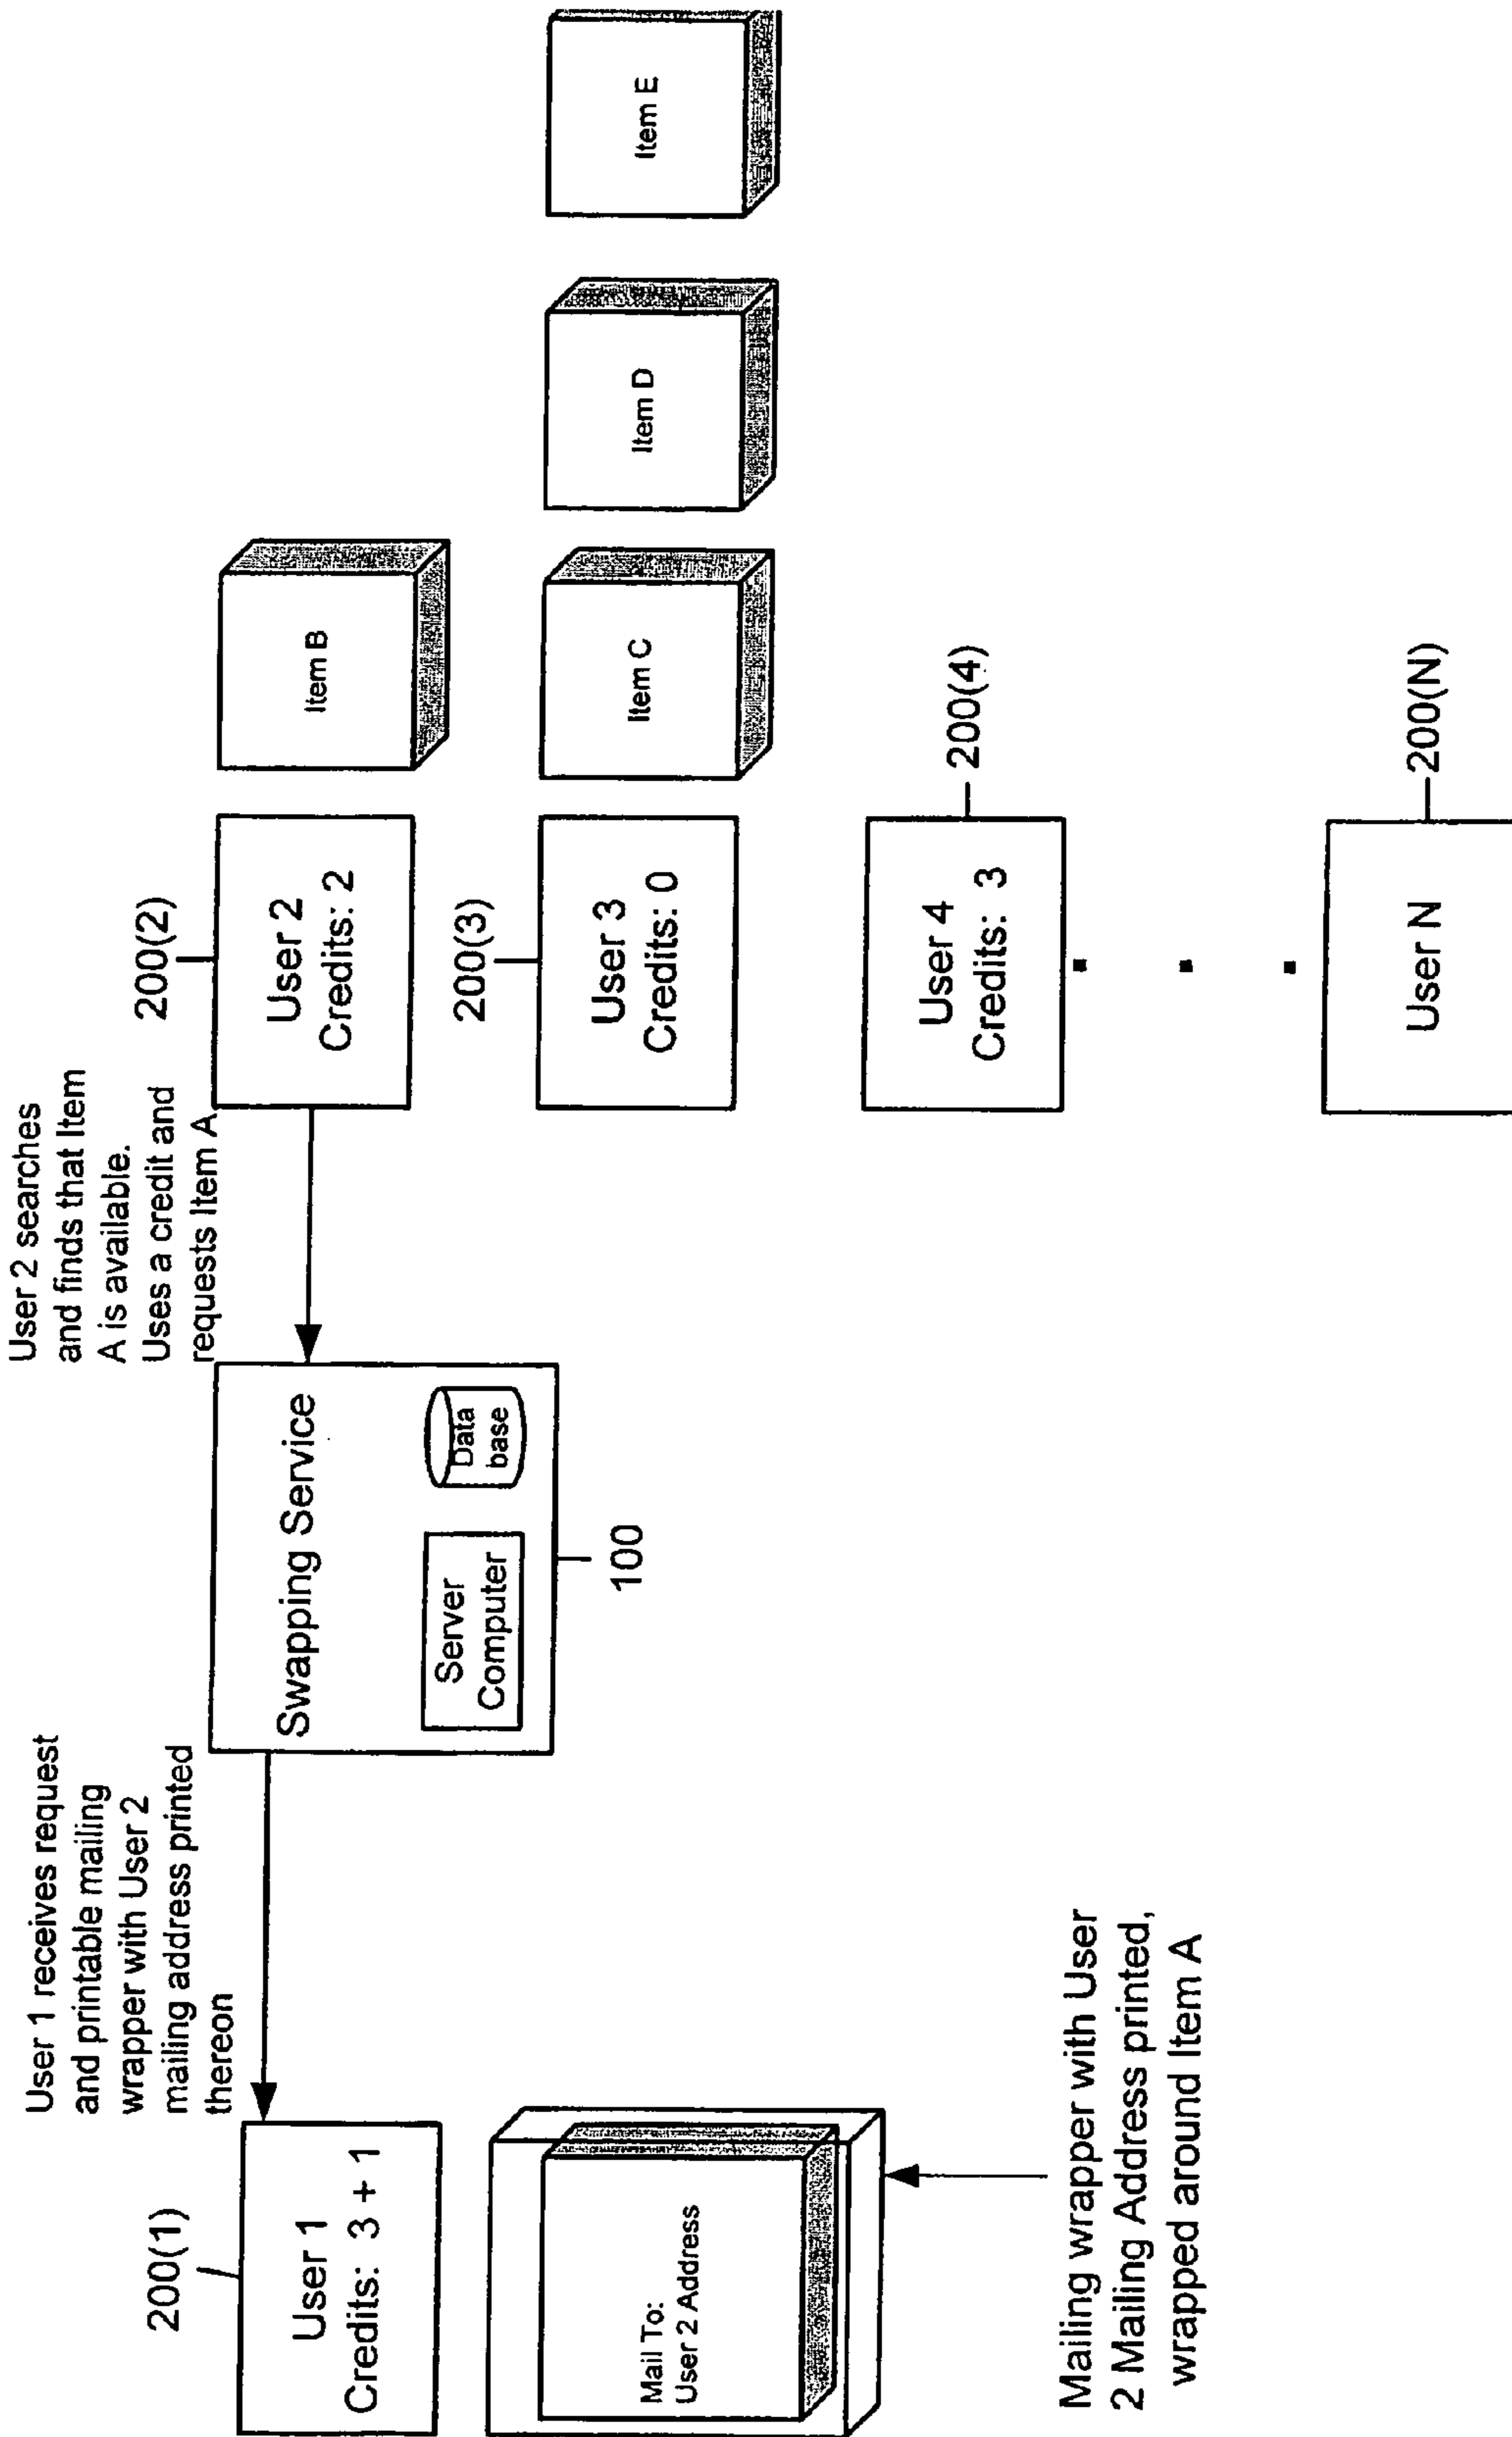 User 1 receives request
and printable mailing
wrapper with User 2
mailing address printed
thereon
User 2 searches
and finds that Item
A is available.
Uses a credit and
requests Item A
200(1)
User 1
Credits: 3 + 1
Swapping Service
Server
Computer
Data
base
100
200(2)
User 2
Credits: 2
Item B
Mail To:
User 2 Address
200(3)
User 3
Credits: 0
Item C
Item D
Item E
Mailing wrapper with User
2 Mailing Address printed,
wrapped around Item A
User 4
Credits: 3
200(4)
User N
200(N)